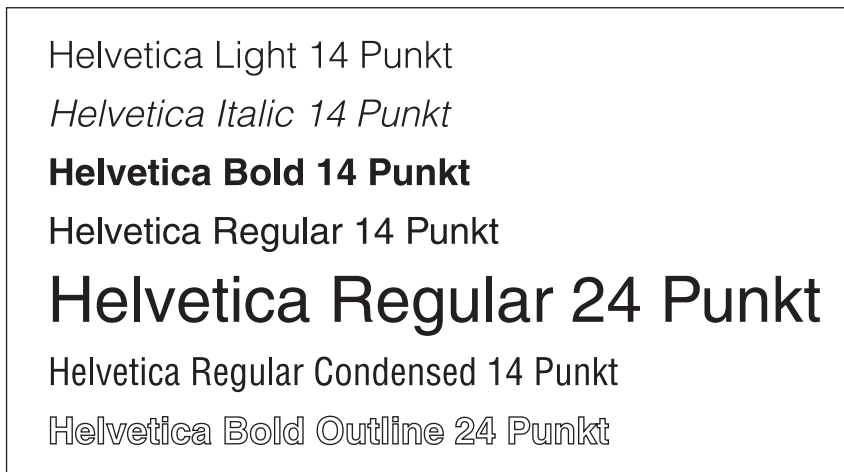 Helvetica Light 14 Punkt
Helvetica Italic 14 Punkt
Helvetica Bold 14 Punkt
Helvetica Regular 14 Punkt
Helvetica Regular 24 Punkt
Helvetica Regular Condensed 14 Punkt
Helvetica Bold Outline 24 Punkt